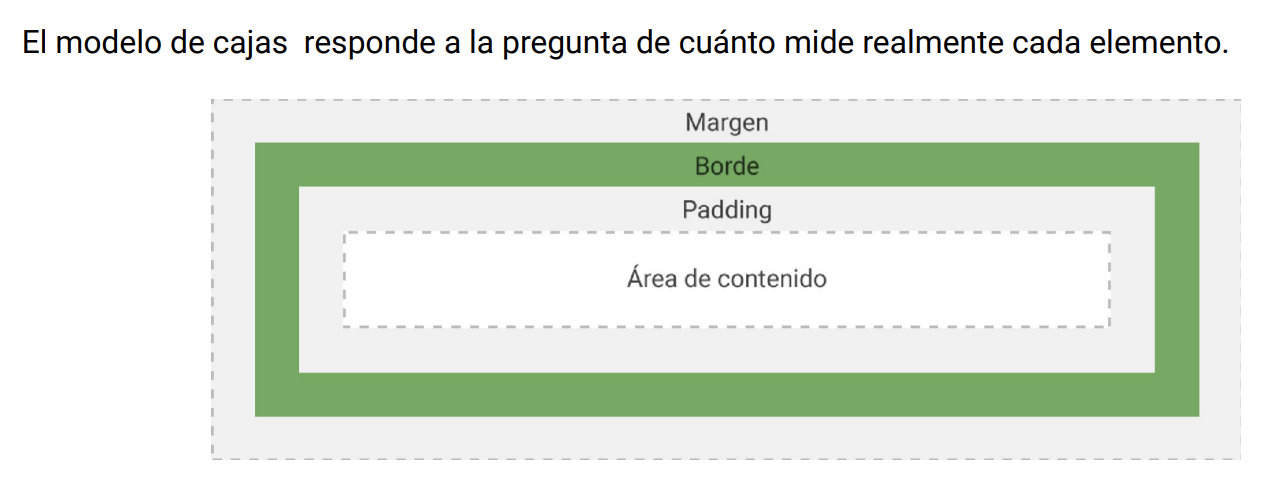 El modelo de cajas  responde a la pregunta de cuánto mide realmente cada elemento.
Margen
Borde
Padding
Área de contenido